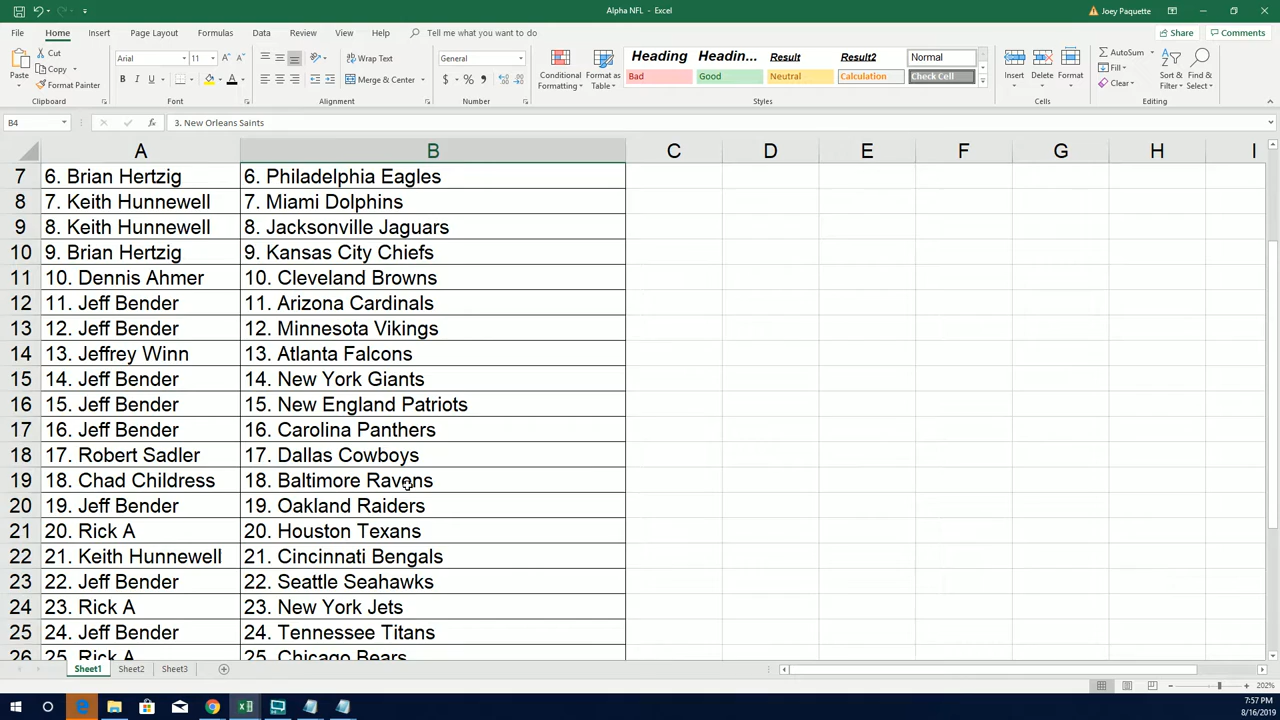 Alpha NFL - Excel
Joey Paquette
File Home Insert Page Layout Formulas Data Review View Help Tell me what you want to do
Share Comments
Paste
Cut
Copy
Format Painter
Clipboard
Arial 11
B I U
Font
Wrap Text
Merge & Center
Alignment
General
$ % ,
Number
Conditional Formatting
Format as Table
Heading Headin... Result Result2 Normal
Bad Good Neutral Calculation Check Cell
Styles
Insert Delete Format
Cells
AutoSum
Fill
Clear
Sort & Filter
Find & Select
Editing
B4 fx 3. New Orleans Saints
A B C D E F G H I
7 6. Brian Hertzig 6. Philadelphia Eagles
8 7. Keith Hunnewell 7. Miami Dolphins
9 8. Keith Hunnewell 8. Jacksonville Jaguars
10 9. Brian Hertzig 9. Kansas City Chiefs
11 10. Dennis Ahmer 10. Cleveland Browns
12 11. Jeff Bender 11. Arizona Cardinals
13 12. Jeff Bender 12. Minnesota Vikings
14 13. Jeffrey Winn 13. Atlanta Falcons
15 14. Jeff Bender 14. New York Giants
16 15. Jeff Bender 15. New England Patriots
17 16. Jeff Bender 16. Carolina Panthers
18 17. Robert Sadler 17. Dallas Cowboys
19 18. Chad Childress 18. Baltimore Ravens
20 19. Jeff Bender 19. Oakland Raiders
21 20. Rick A 20. Houston Texans
22 21. Keith Hunnewell 21. Cincinnati Bengals
23 22. Jeff Bender 22. Seattle Seahawks
24 23. Rick A 23. New York Jets
25 24. Jeff Bender 24. Tennessee Titans
26 25. Rick A 25. Chicago Bears
Sheet1 Sheet2 Sheet3
202%
7:57 PM
8/16/2019